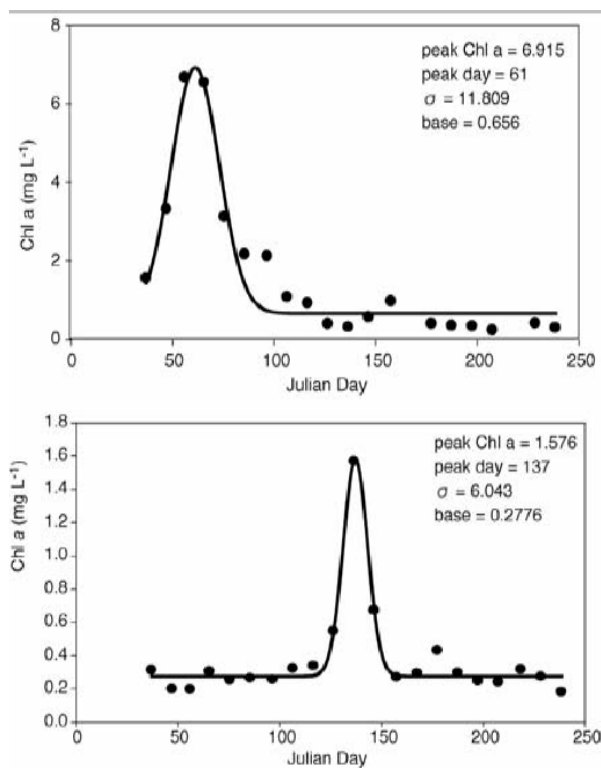 8
6
4
2
0
Chl a (mg L-1)
peak Chl a = 6.915
peak day = 61
σ = 11.809
base = 0.656
0 50 100 150 200 250
Julian Day
1.8
1.6
1.4
1.2
1.0
0.8
0.6
0.4
0.2
0.0
Chl a (mg L-1)
peak Chl a = 1.576
peak day = 137
σ = 6.043
base = 0.2776
0 50 100 150 200 250
Julian Day